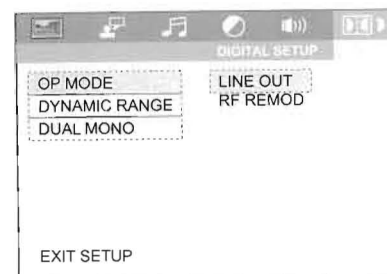 DIGITAL SETUP
OP MODE
LINE OUT
DYNAMIC RANGE
RF REMOD
DUAL MONO
EXIT SETUP